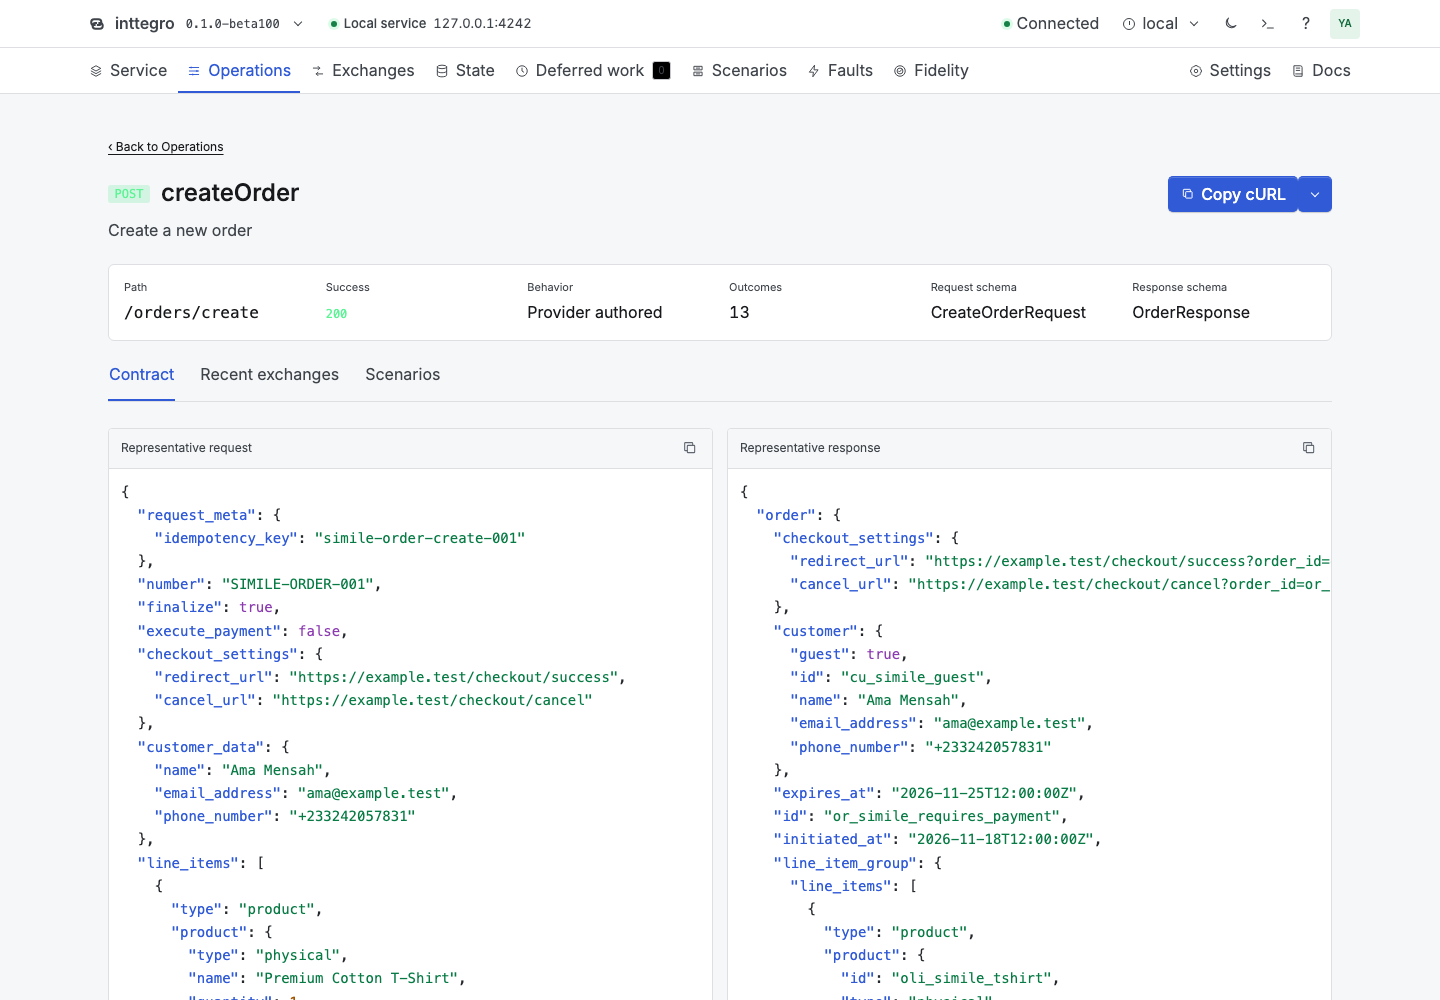 inttegro 0.1.0-beta100 Local service 127.0.0.1:4242 Connected local >_ ? YA
Service Operations Exchanges State Deferred work 0 Scenarios Faults Fidelity Settings Docs
‹ Back to Operations
POST createOrder Copy cURL
Create a new order
Path Success Behavior Outcomes Request schema Response schema
/orders/create 200 Provider authored 13 CreateOrderRequest OrderResponse
Contract Recent exchanges Scenarios
Representative request
{
"request_meta": {
"idempotency_key": "simile-order-create-001"
},
"number": "SIMILE-ORDER-001",
"finalize": true,
"execute_payment": false,
"checkout_settings": {
"redirect_url": "https://example.test/checkout/success",
"cancel_url": "https://example.test/checkout/cancel"
},
"customer_data": {
"name": "Ama Mensah",
"email_address": "ama@example.test",
"phone_number": "+233242057831"
},
"line_items": [
{
"type": "product",
"product": {
"type": "physical",
"name": "Premium Cotton T-Shirt",
"quantity": 1
Representative response
{
"order": {
"checkout_settings": {
"redirect_url": "https://example.test/checkout/success?order_id=
"cancel_url": "https://example.test/checkout/cancel?order_id=or_
},
"customer": {
"guest": true,
"id": "cu_simile_guest",
"name": "Ama Mensah",
"email_address": "ama@example.test",
"phone_number": "+233242057831"
},
"expires_at": "2026-11-25T12:00:00Z",
"id": "or_simile_requires_payment",
"initiated_at": "2026-11-18T12:00:00Z",
"line_item_group": {
"line_items": [
{
"type": "product",
"product": {
"id": "oli_simile_tshirt",
"type": "physical"